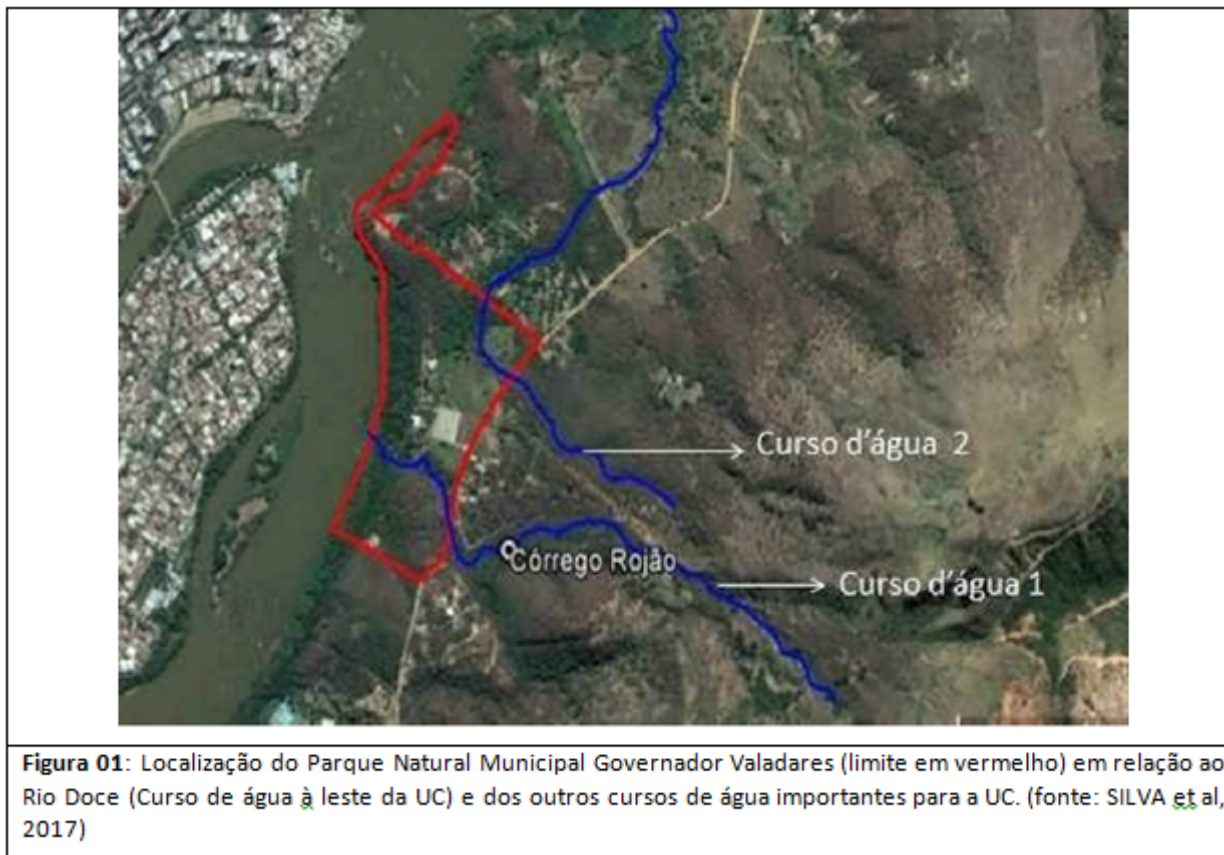 Curso d'água 2
Córrego Rojão
Curso d'água 1
Figura 01: Localização do Parque Natural Municipal Governador Valadares (limite em vermelho) em relação ao
Rio Doce (Curso de água à leste da UC) e dos outros cursos de água importantes para a UC. (fonte: SILVA et al,
2017)